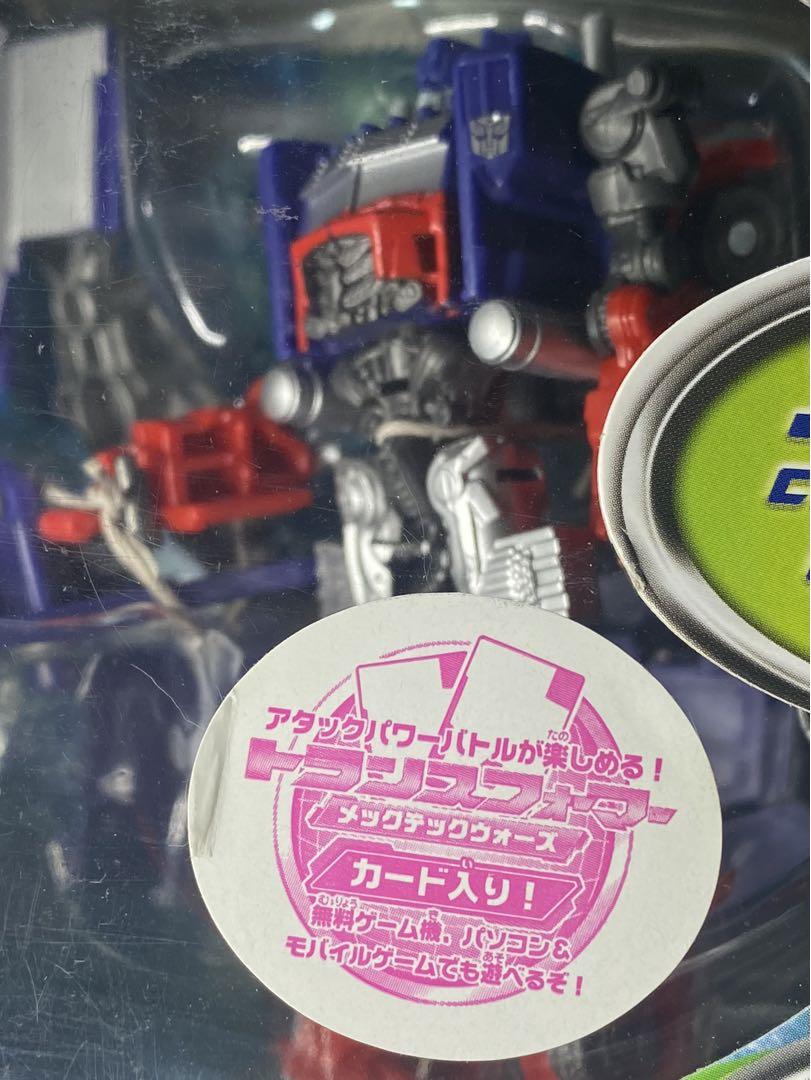 アタックパワーバトルが楽しめる！
トランスフォーマー
メックテックウォーズ
カード入り！
無料ゲーム機、パソコン&
モバイルゲームでも遊べるぞ！